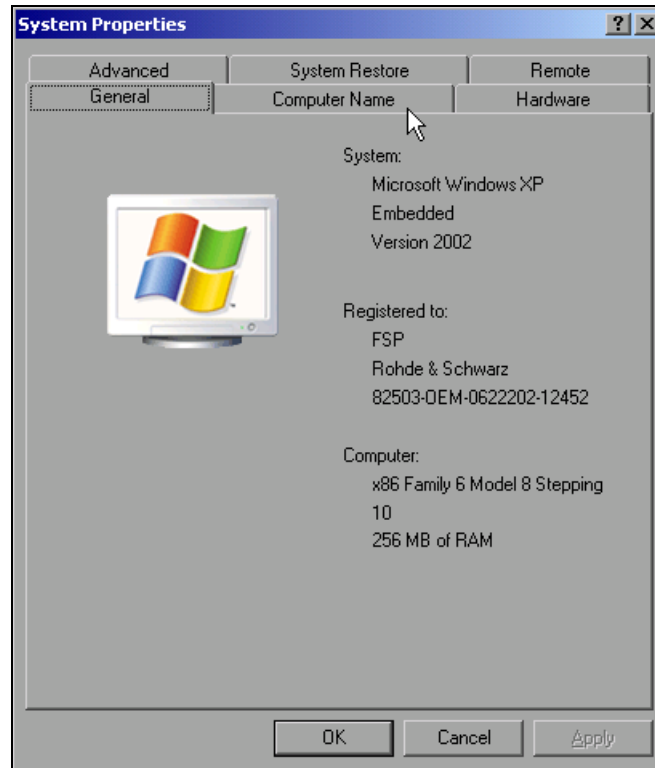 System Properties
Advanced System Restore Remote
General Computer Name Hardware
System:
Microsoft Windows XP
Embedded
Version 2002
Registered to:
FSP
Rohde & Schwarz
82503-OEM-0622202-12452
Computer:
x86 Family 6 Model 8 Stepping
10
256 MB of RAM
OK Cancel Apply